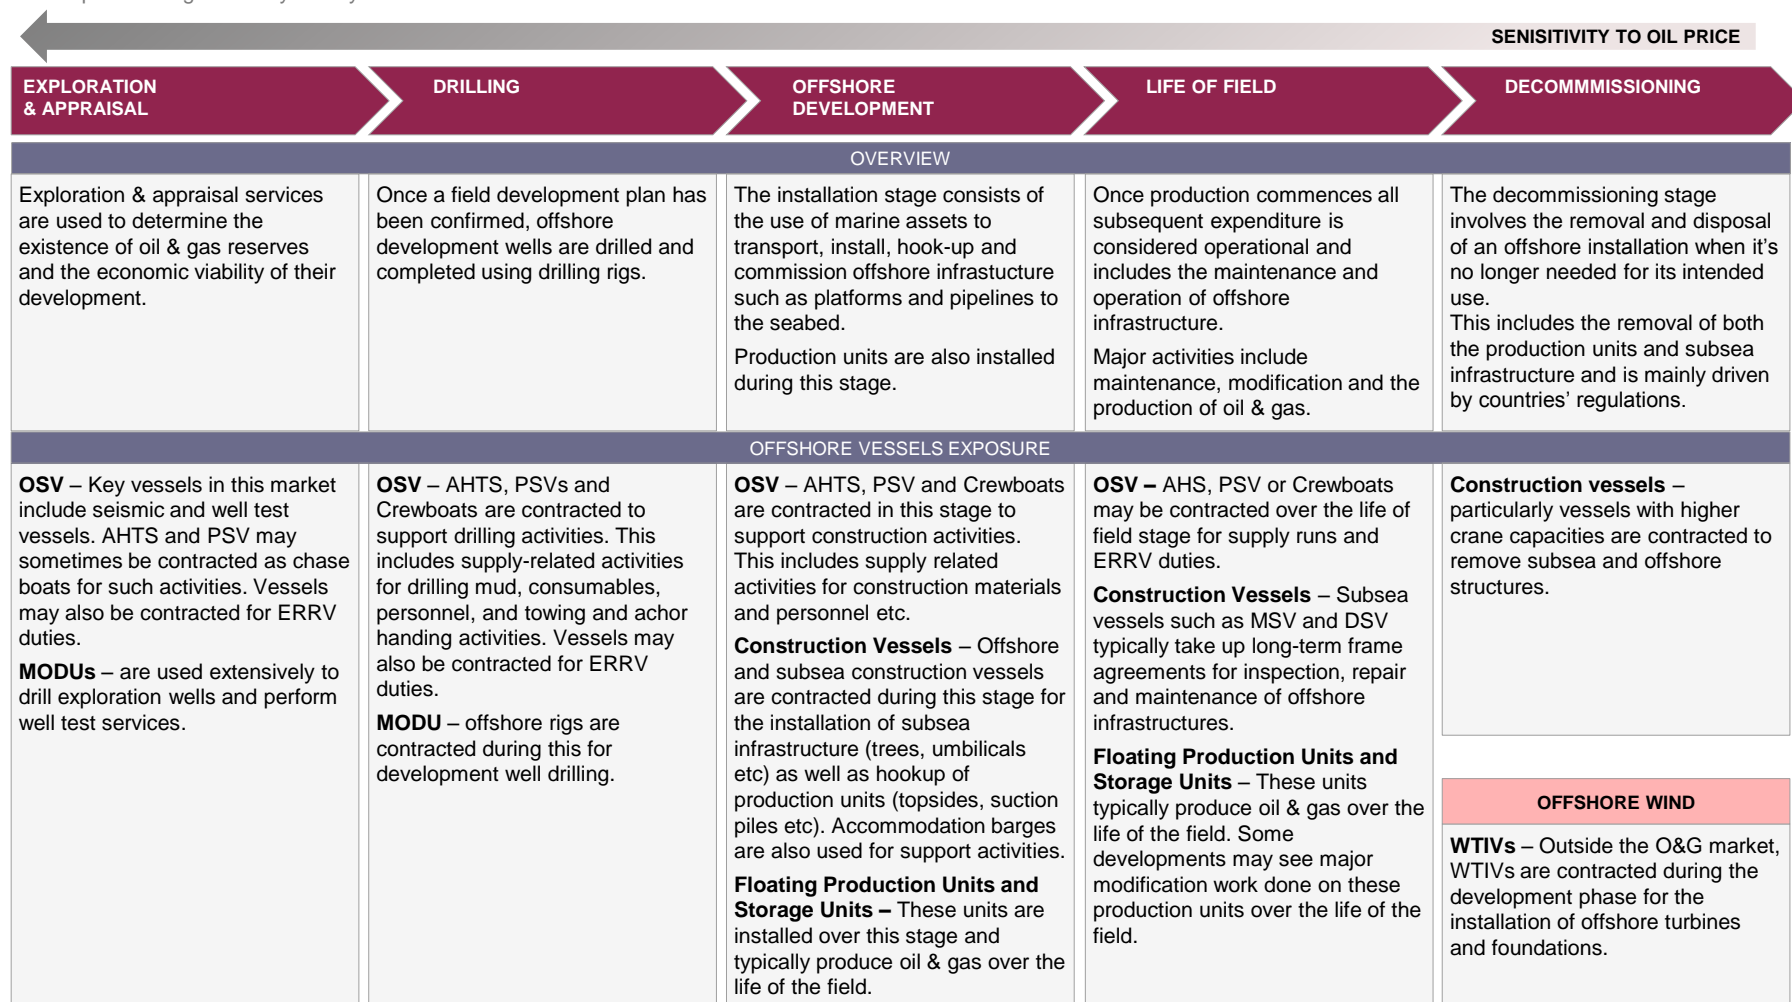 SENISITIVITY TO OIL PRICE
EXPLORATION
& APPRAISAL
DRILLING
OFFSHORE
DEVELOPMENT
LIFE OF FIELD
DECOMMMISSIONING
OVERVIEW
Exploration & appraisal services
are used to determine the
existence of oil & gas reserves
and the economic viability of their
development.
Once a field development plan has
been confirmed, offshore
development wells are drilled and
completed using drilling rigs.
The installation stage consists of
the use of marine assets to
transport, install, hook-up and
commission offshore infrastucture
such as platforms and pipelines to
the seabed.
Production units are also installed
during this stage.
Once production commences all
subsequent expenditure is
considered operational and
includes the maintenance and
operation of offshore
infrastructure.
Major activities include
maintenance, modification and the
production of oil & gas.
The decommissioning stage
involves the removal and disposal
of an offshore installation when it's
no longer needed for its intended
use.
This includes the removal of both
the production units and subsea
infrastructure and is mainly driven
by countries' regulations.
OFFSHORE VESSELS EXPOSURE
OSV – Key vessels in this market
include seismic and well test
vessels. AHTS and PSV may
sometimes be contracted as chase
boats for such activities. Vessels
may also be contracted for ERRV
duties.
MODUs – are used extensively to
drill exploration wells and perform
well test services.
OSV – AHTS, PSVs and
Crewboats are contracted to
support drilling activities. This
includes supply-related activities
for drilling mud, consumables,
personnel, and towing and achor
handing activities. Vessels may
also be contracted for ERRV
duties.
MODU – offshore rigs are
contracted during this for
development well drilling.
OSV – AHTS, PSV and Crewboats
are contracted in this stage to
support construction activities.
This includes supply related
activities for construction materials
and personnel etc.
Construction Vessels – Offshore
and subsea construction vessels
are contracted during this stage for
the installation of subsea
infrastructure (trees, umbilicals
etc) as well as hookup of
production units (topsides, suction
piles etc). Accommodation barges
are also used for support activities.
Floating Production Units and
Storage Units – These units are
installed over this stage and
typically produce oil & gas over the
life of the field.
OSV – AHS, PSV or Crewboats
may be contracted over the life of
field stage for supply runs and
ERRV duties.
Construction Vessels – Subsea
vessels such as MSV and DSV
typically take up long-term frame
agreements for inspection, repair
and maintenance of offshore
infrastructures.
Floating Production Units and
Storage Units – These units
typically produce oil & gas over the
life of the field. Some
developments may see major
modification work done on these
production units over the life of the
field.
Construction vessels –
particularly vessels with higher
crane capacities are contracted to
remove subsea and offshore
structures.
OFFSHORE WIND
WTIVs – Outside the O&G market,
WTIVs are contracted during the
development phase for the
installation of offshore turbines
and foundations.